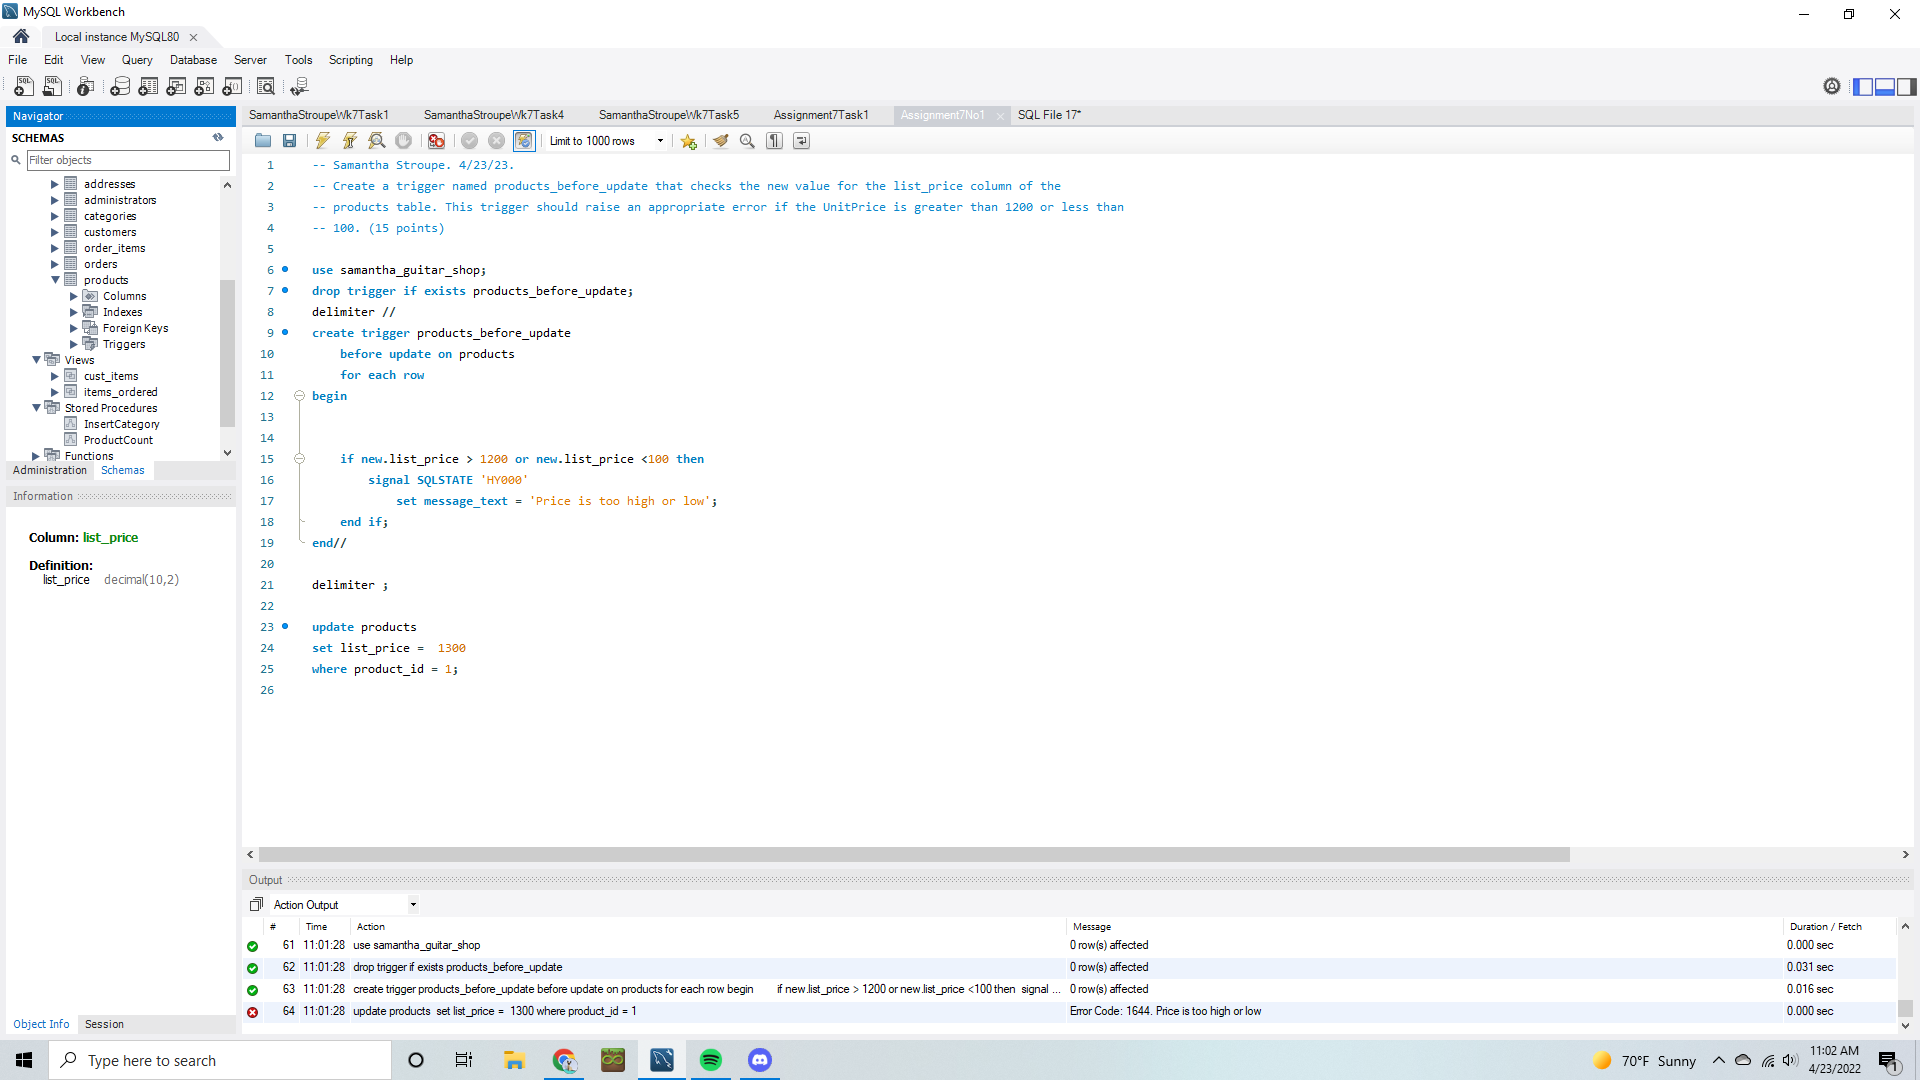 MySQL Workbench
Local instance MySQL80
File Edit View Query Database Server Tools Scripting Help
Navigator
SCHEMAS
Filter objects
addresses
administrators
categories
customers
order_items
orders
products
Columns
Indexes
Foreign Keys
Triggers
Views
cust_items
items_ordered
Stored Procedures
InsertCategory
ProductCount
Functions
Administration Schemas
Information
Column: list_price
Definition:
list_price decimal(10,2)
Object Info Session
SamanthaStroupeWk7Task1 SamanthaStroupeWk7Task4 SamanthaStroupeWk7Task5 Assignment7Task1 Assignment7No1 SQL File 17*
Limit to 1000 rows
1 -- Samantha Stroupe. 4/23/23.
2 -- Create a trigger named products_before_update that checks the new value for the list_price column of the
3 -- products table. This trigger should raise an appropriate error if the UnitPrice is greater than 1200 or less than
4 -- 100. (15 points)
5
6 use samantha_guitar_shop;
7 drop trigger if exists products_before_update;
8 delimiter //
9 create trigger products_before_update
10 before update on products
11 for each row
12 begin
13
14
15 if new.list_price > 1200 or new.list_price <100 then
16 signal SQLSTATE 'HY000'
17 set message_text = 'Price is too high or low';
18 end if;
19 end//
20
21 delimiter ;
22
23 update products
24 set list_price =  1300
25 where product_id = 1;
26
Output
Action Output
# Time Action Message Duration / Fetch
61 11:01:28 use samantha_guitar_shop 0 row(s) affected 0.000 sec
62 11:01:28 drop trigger if exists products_before_update 0 row(s) affected 0.031 sec
63 11:01:28 create trigger products_before_update before update on products for each row begin if new.list_price > 1200 or new.list_price <100 then signal ... 0 row(s) affected 0.016 sec
64 11:01:28 update products set list_price = 1300 where product_id = 1 Error Code: 1644. Price is too high or low 0.000 sec
Type here to search
70°F Sunny
11:02 AM
4/23/2022
1